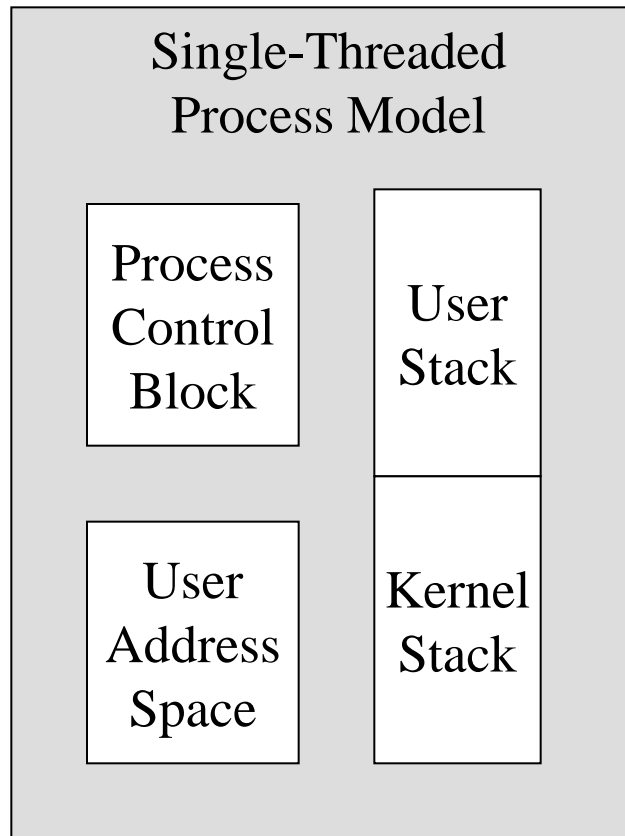 Single-Threaded
Process Model
Process
Control
Block
User
Stack
User
Address
Space
Kernel
Stack